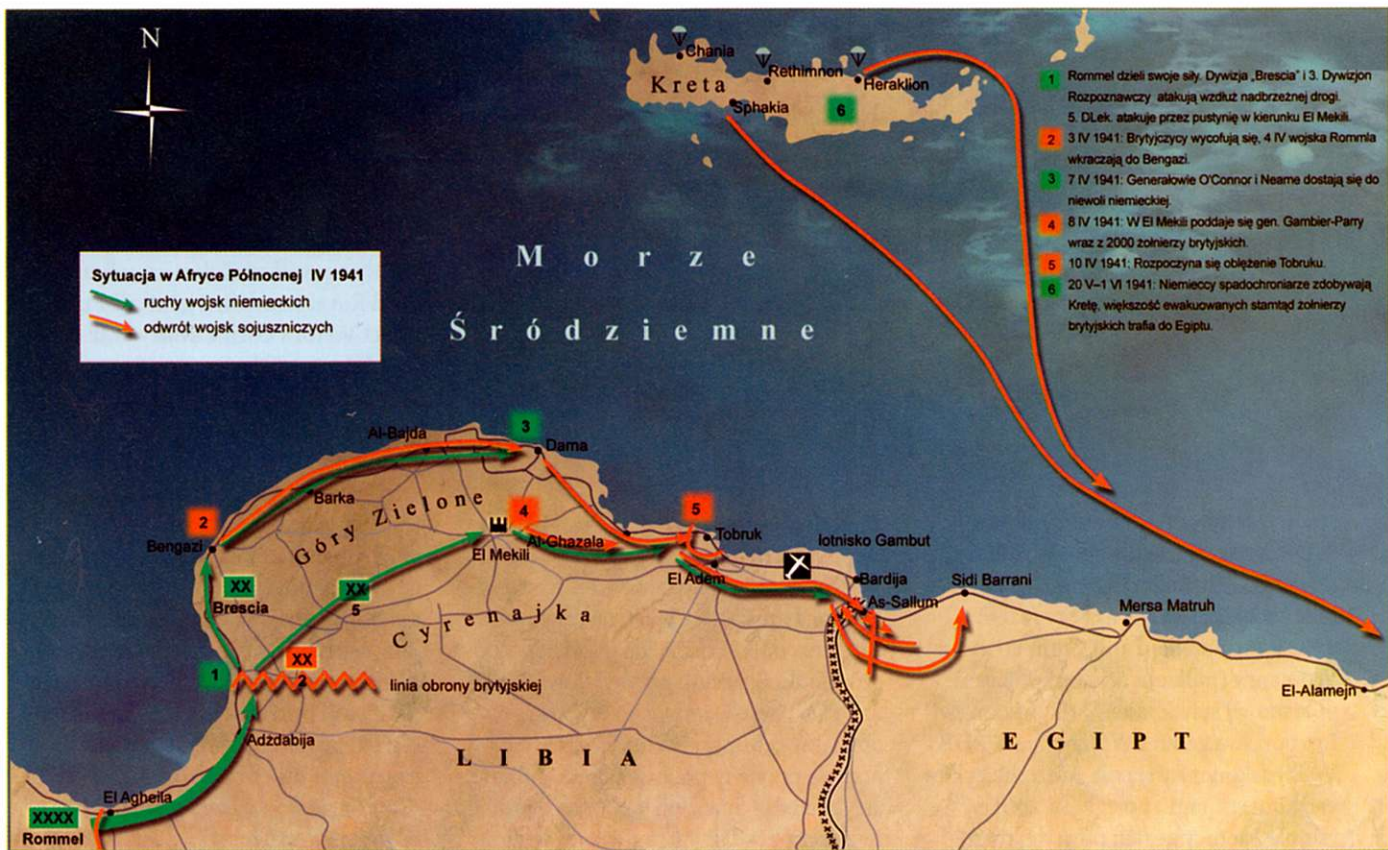 N
Chania
Rethimnon
Heraklion
Kreta
Sphakia
6
1 Rommel dzieli swoje siły. Dywizja „Brescia” i 3. Dywizjon
Rozpoznawczy atakują wzdłuż nadbrzeżnej drogi.
5. DLek. atakuje przez pustynię w kierunku El Mekili.
2 3 IV 1941: Brytyjczycy wycofują się, 4 IV wojska Rommla
wkraczają do Bengazi.
3 7 IV 1941: Generałowie O'Connor i Neame dostają się do
niewoli niemieckiej.
4 8 IV 1941: W El Mekili poddaje się gen. Gambier-Parry
wraz z 2000 żołnierzy brytyjskich.
5 10 IV 1941: Rozpoczyna się oblężenie Tobruku.
6 20 V–1 VI 1941: Niemieccy spadochroniarze zdobywają
Kretę, większość ewakuowanych stamtąd żołnierzy
brytyjskich trafia do Egiptu.
Morze
Śródziemne
Sytuacja w Afryce Północnej IV 1941
ruchy wojsk niemieckich
odwrót wojsk sojuszniczych
3
Al-Bajda
Darna
Barka
Góry Zielone
2
Bengazi
4
El Mekili
Al-Ghazala
5
Tobruk
El Adem
lotnisko Gambut
Bardija
As-Sallum
Sidi Barrani
Mersa Matruh
El-Alamejn
XX
Brescia
XX
5
Cyrenajka
1
XX
2
linia obrony brytyjskiej
Adżdabija
LIBIA
EGIPT
El Agheila
XXXX
Rommel